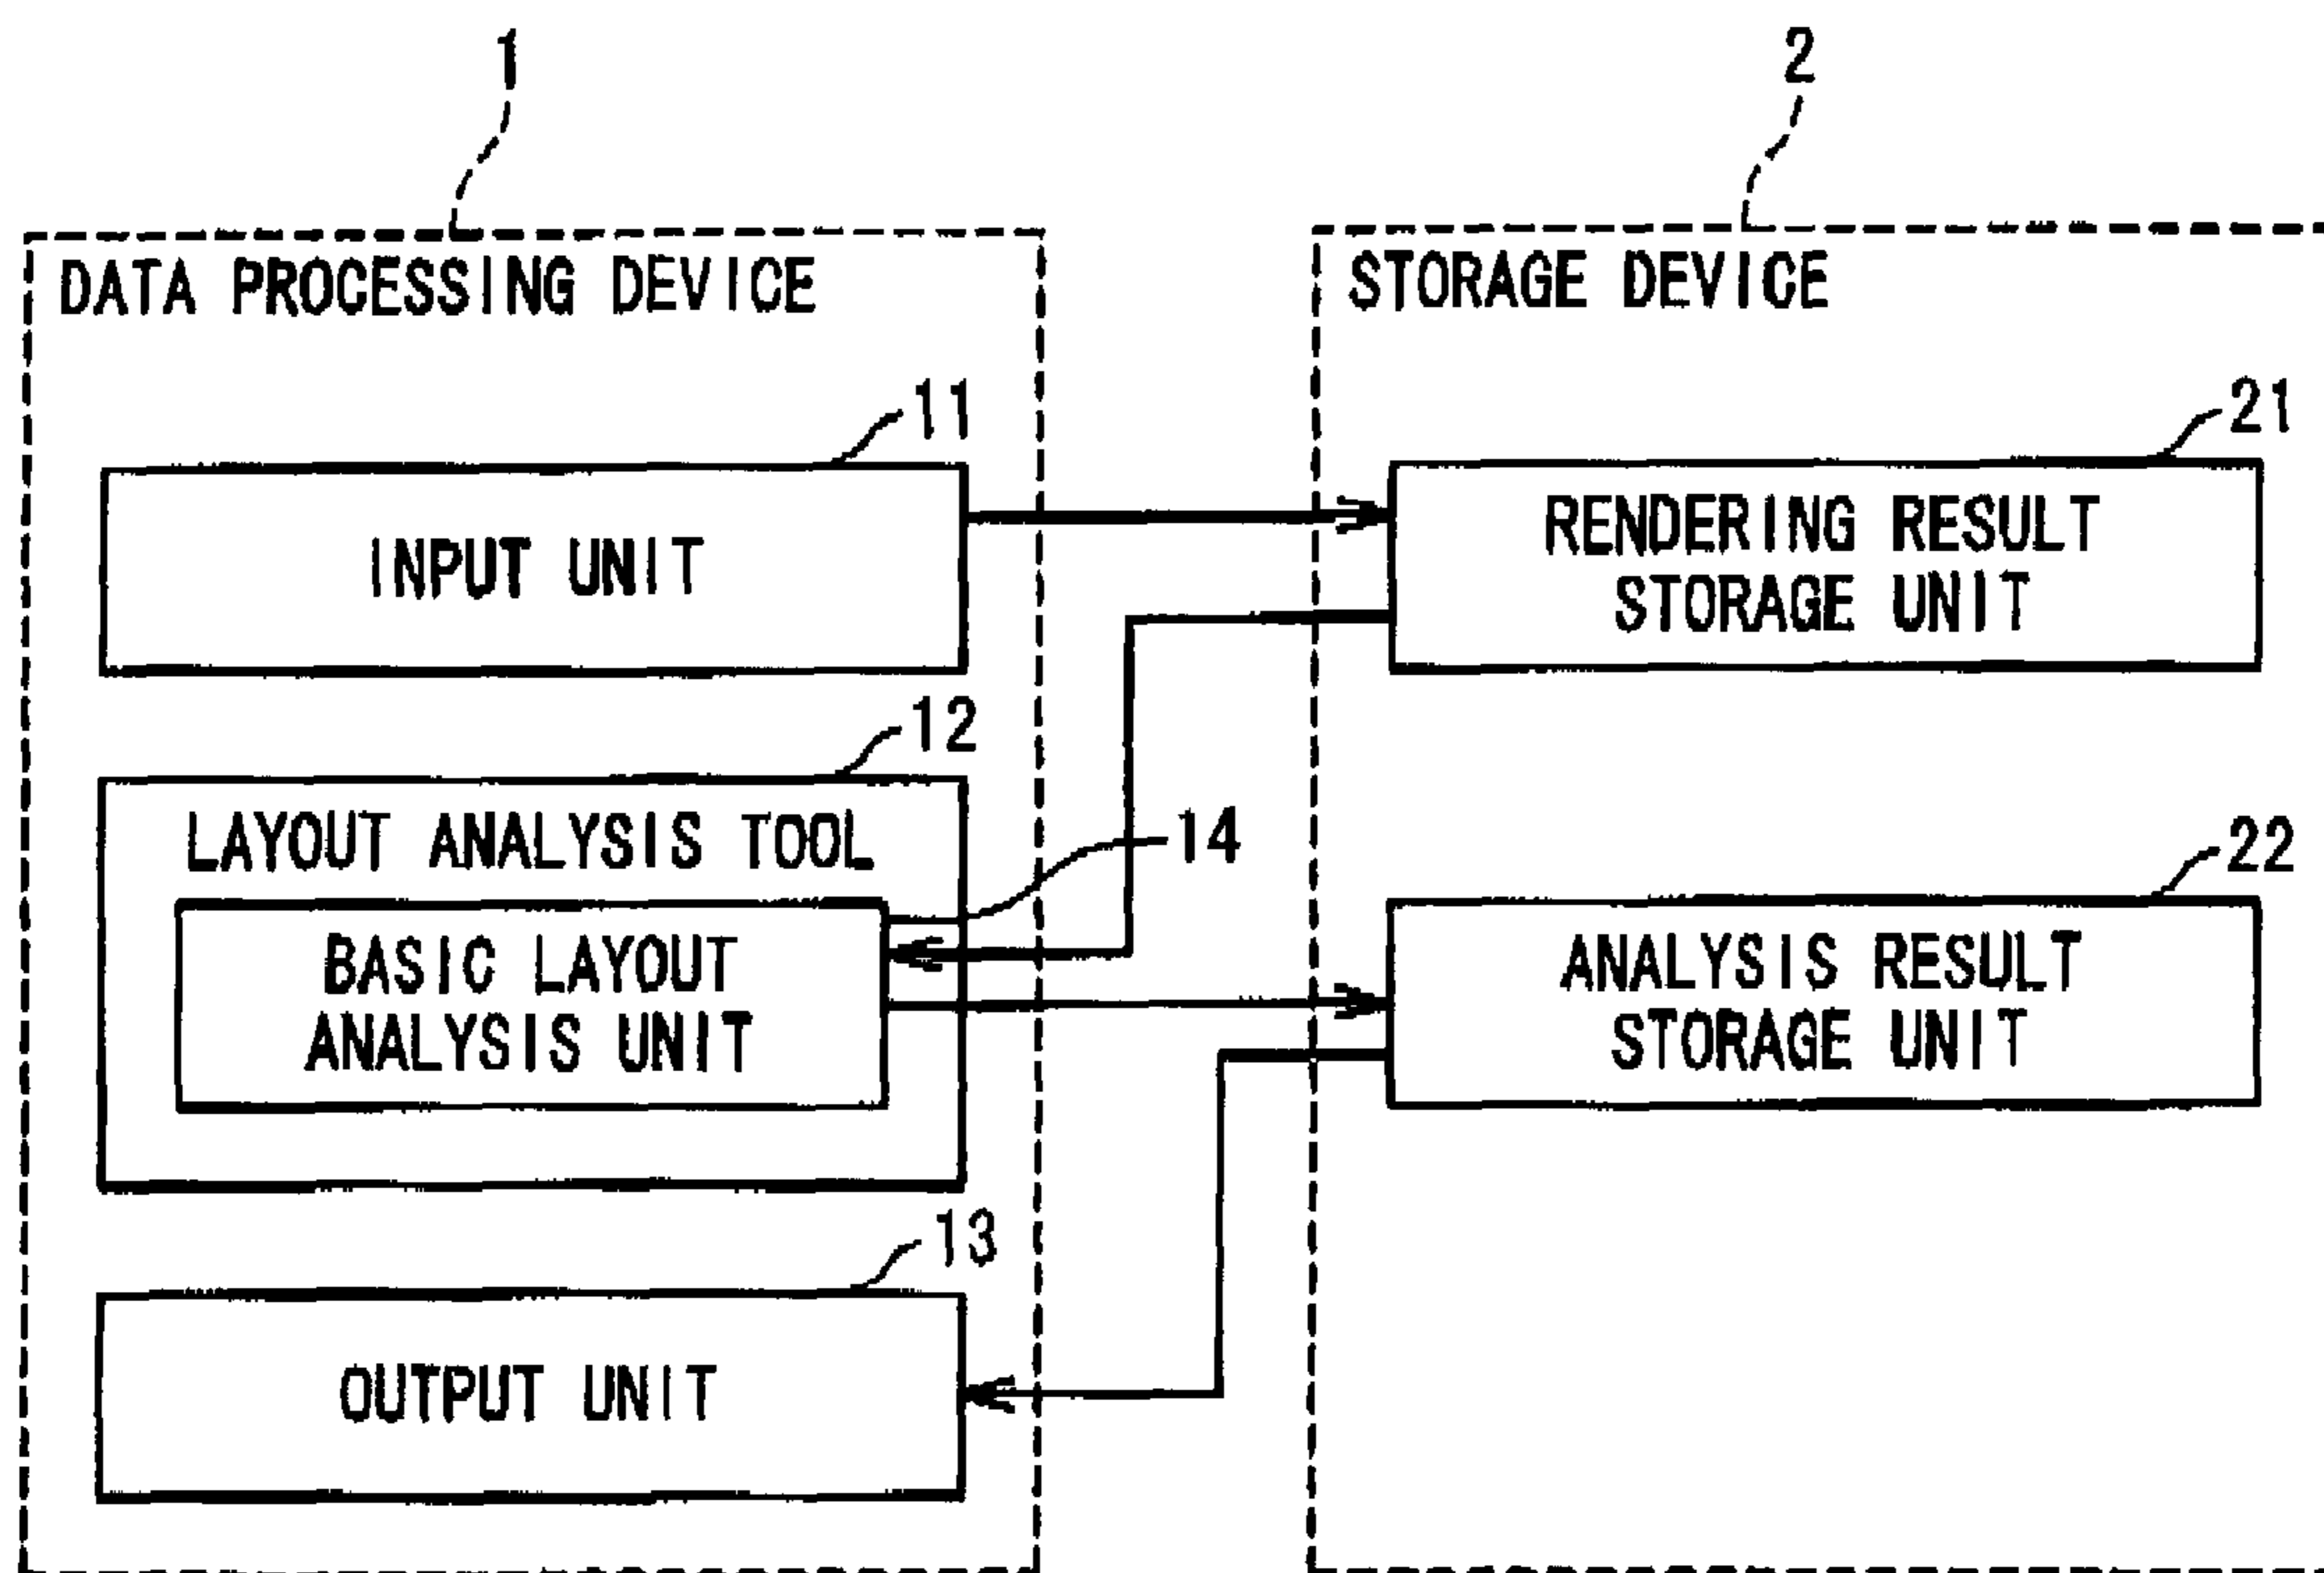 1
2
DATA PROCESSING DEVICE
STORAGE DEVICE
11
21
INPUT UNIT
RENDERING RESULT
STORAGE UNIT
12
LAYOUT ANALYSIS TOOL
14
22
BASIC LAYOUT
ANALYSIS UNIT
ANALYSIS RESULT
STORAGE UNIT
13
OUTPUT UNIT